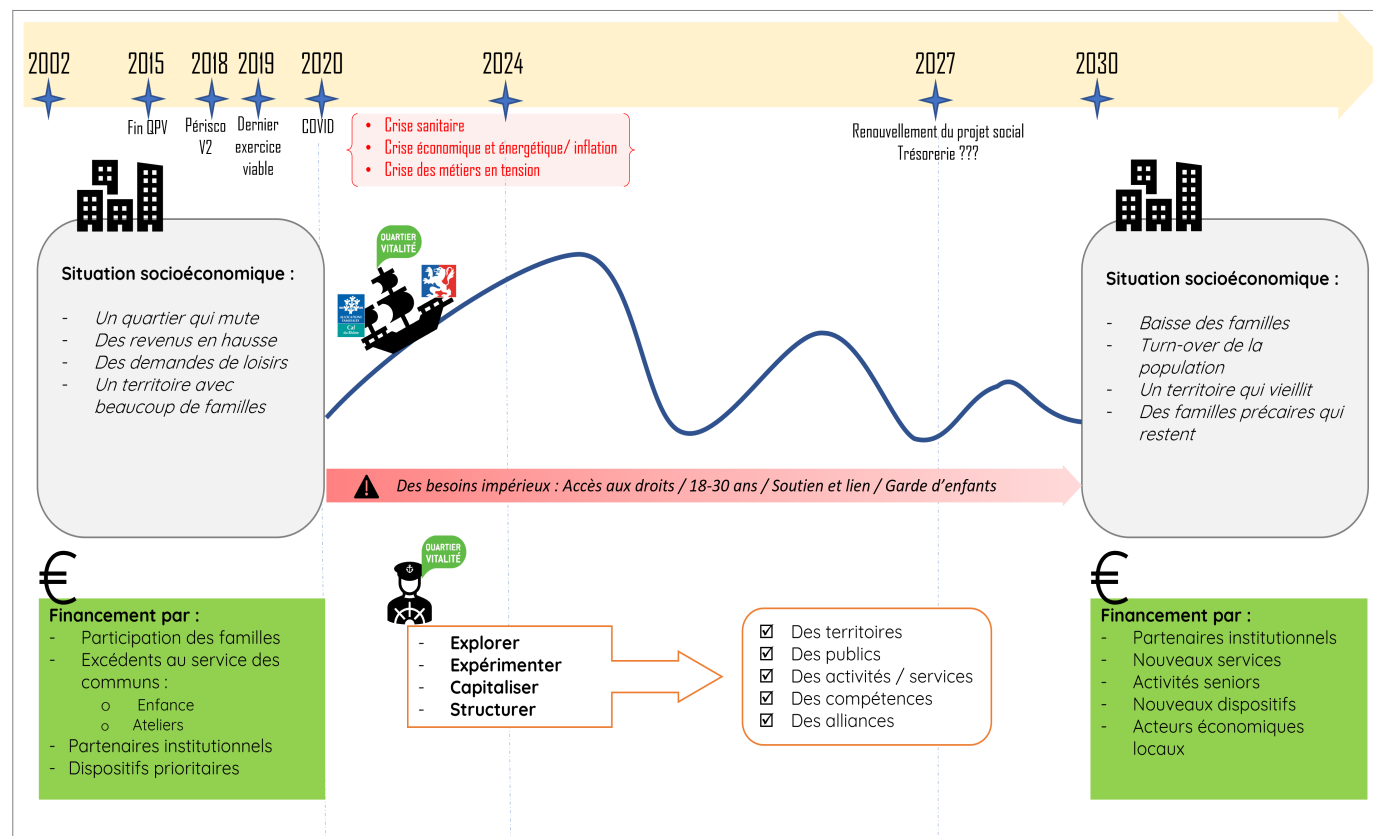 2002
2015
2018
2019
2020
2024
2027
2030
Fin QPV
Périsco
V2
Dernier
exercice
viable
COVID
• Crise sanitaire
• Crise économique et énergétique/ inflation
• Crise des métiers en tension
Renouvellement du projet social
Trésorerie ???
Situation socioéconomique :
- Un quartier qui mute
- Des revenus en hausse
- Des demandes de loisirs
- Un territoire avec
beaucoup de familles
QUARTIER
VITALITÉ
ALLOCATIONS
FAMILIALES
Caf
du Rhône
Situation socioéconomique :
- Baisse des familles
- Turn-over de la
population
- Un territoire qui vieillit
- Des familles précaires qui
restent
Des besoins impérieux : Accès aux droits / 18-30 ans / Soutien et lien / Garde d'enfants
€
Financement par :
- Participation des familles
- Excédents au service des
communs :
o Enfance
o Ateliers
- Partenaires institutionnels
- Dispositifs prioritaires
QUARTIER
VITALITÉ
- Explorer
- Expérimenter
- Capitaliser
- Structurer
☑ Des territoires
☑ Des publics
☑ Des activités / services
☑ Des compétences
☑ Des alliances
€
Financement par :
- Partenaires institutionnels
- Nouveaux services
- Activités seniors
- Nouveaux dispositifs
- Acteurs économiques
locaux